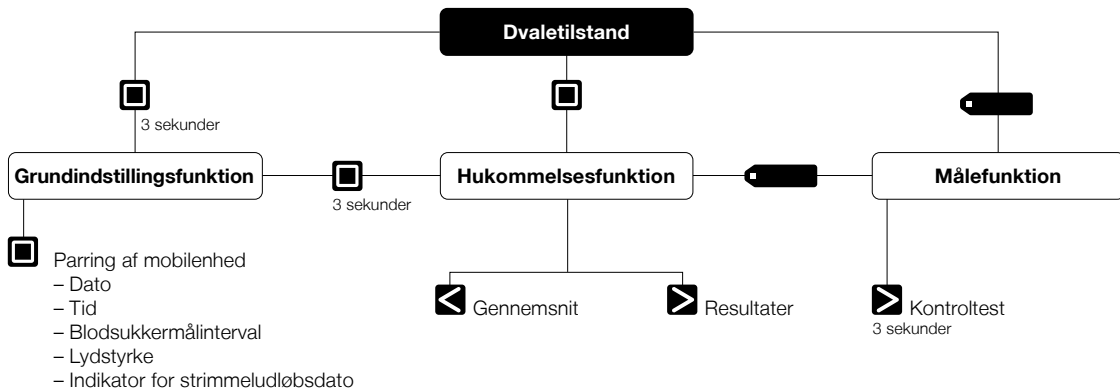 Dvaletilstand
3 sekunder
Grundindstillingsfunktion
3 sekunder
Hukommelsesfunktion
Målefunktion
Parring af mobilenhed
– Dato
– Tid
– Blodsukkermålinterval
– Lydstyrke
– Indikator for strimmeludløbsdato
Gennemsnit
Resultater
Kontroltest
3 sekunder